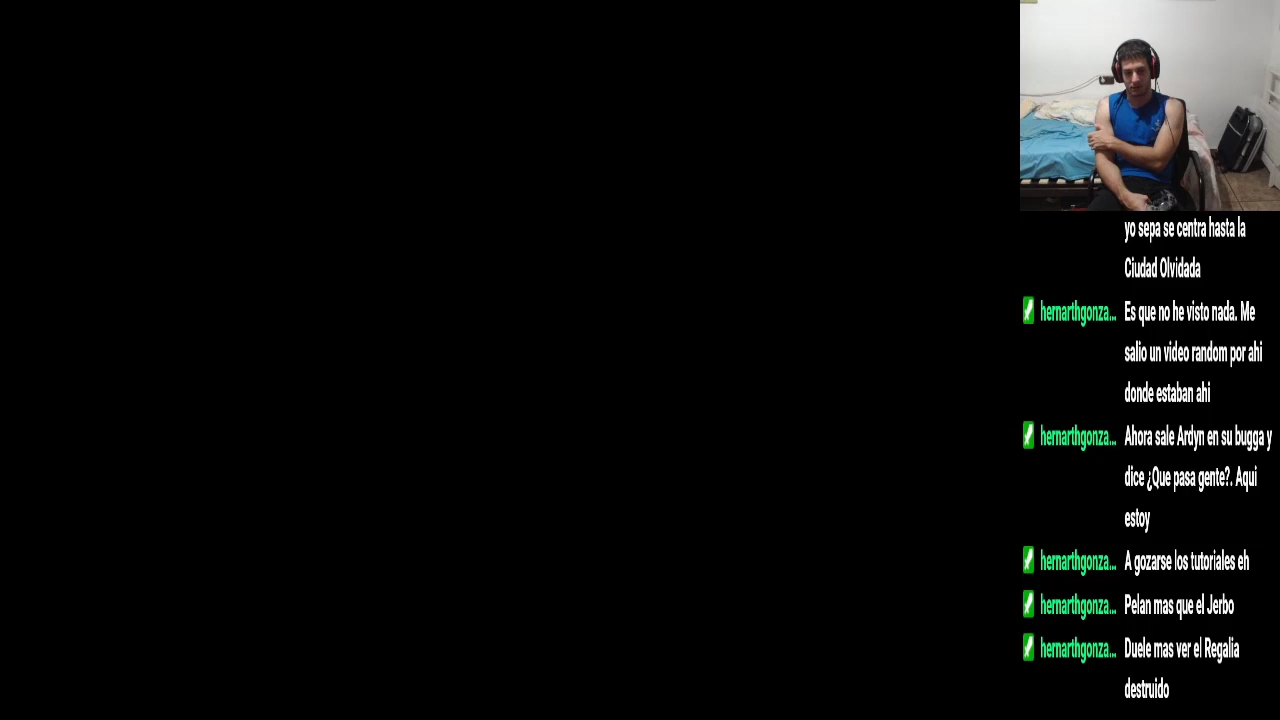 yo sepa se centra hasta la
Ciudad Olvidada
hernarthgonza... Es que no he visto nada. Me
salio un video random por ahi
donde estaban ahi
hernarthgonza... Ahora sale Ardyn en su bugga y
dice ¿Que pasa gente?. Aqui
estoy
hernarthgonza... A gozarse los tutoriales eh
hernarthgonza... Pelan mas que el Jerbo
hernarthgonza... Duele mas ver el Regalia
destruido